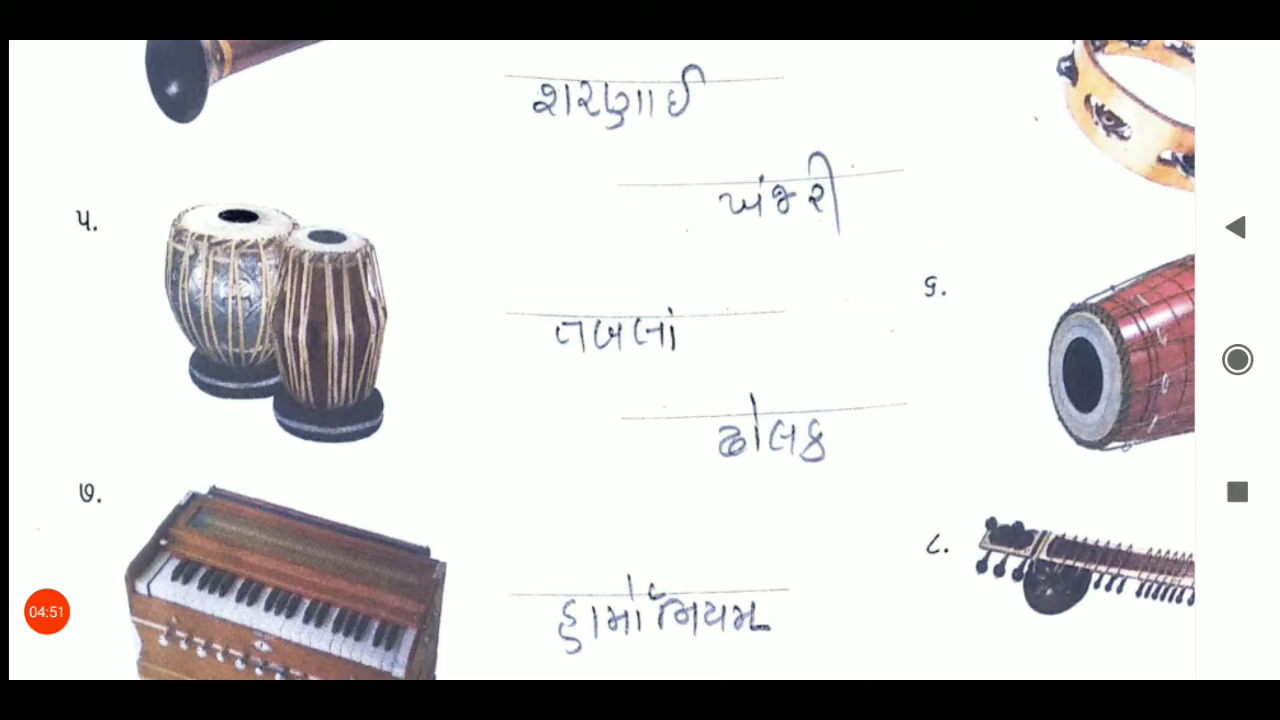 શરણાઈ
ખંજરી
૫.
તબલાં
૬.
ઢોલક
૭.
હાર્મોનિયમ
૮.
04:51